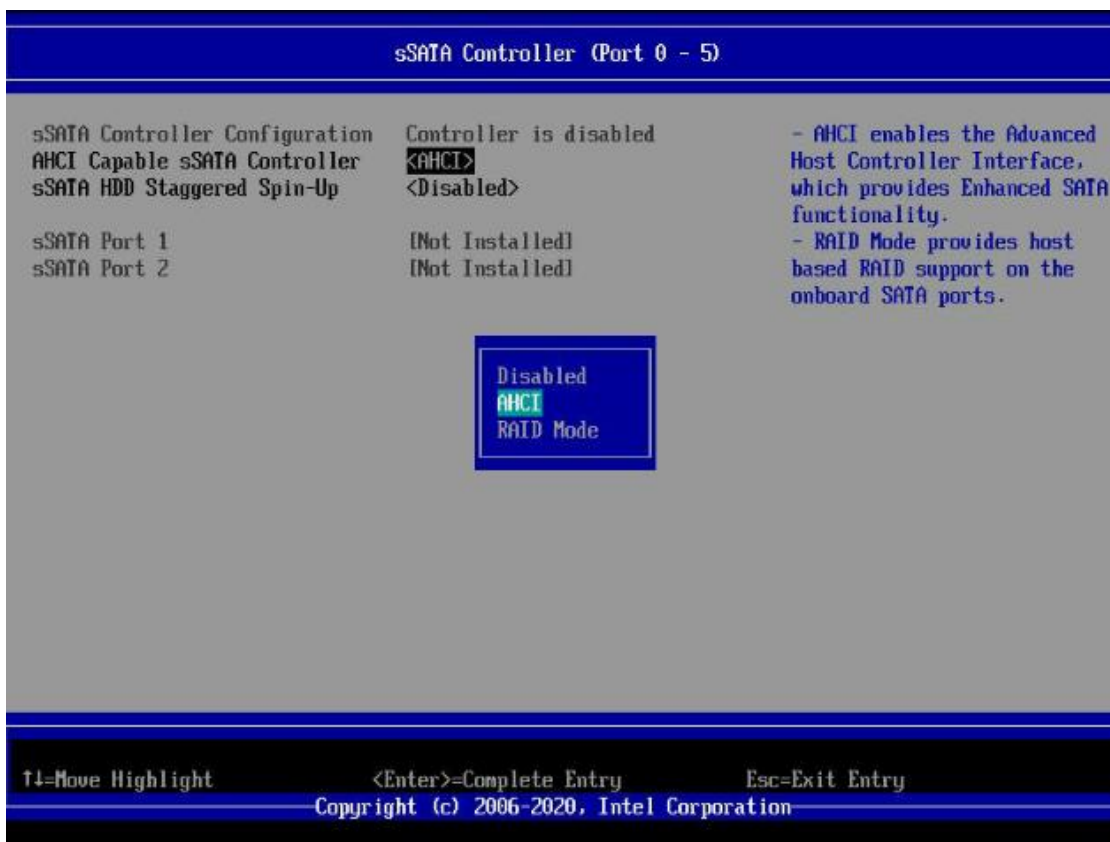 sSATA Controller (Port 0 - 5)
sSATA Controller Configuration Controller is disabled
AHCI Capable sSATA Controller <AHCI>
sSATA HDD Staggered Spin-Up <Disabled>
sSATA Port 1 [Not Installed]
sSATA Port 2 [Not Installed]
- AHCI enables the Advanced
Host Controller Interface,
which provides Enhanced SATA
functionality.
- RAID Mode provides host
based RAID support on the
onboard SATA ports.
Disabled
AHCI
RAID Mode
↑↓=Move Highlight <Enter>=Complete Entry Esc=Exit Entry
Copyright (c) 2006-2020, Intel Corporation